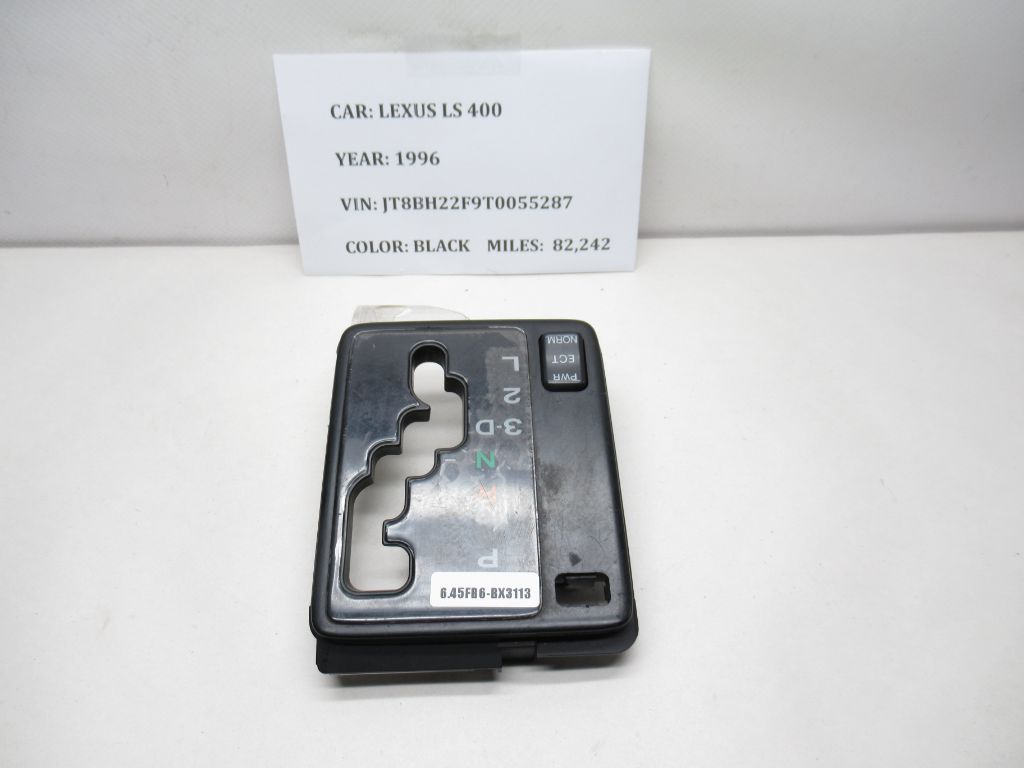 CAR: LEXUS LS 400
YEAR: 1996
VIN: JT8BH22F9T0055287
COLOR: BLACK MILES: 82,242
NORM
ECT
PWR
L
2
3-D
N
R
P
6.45FB6-BX3113